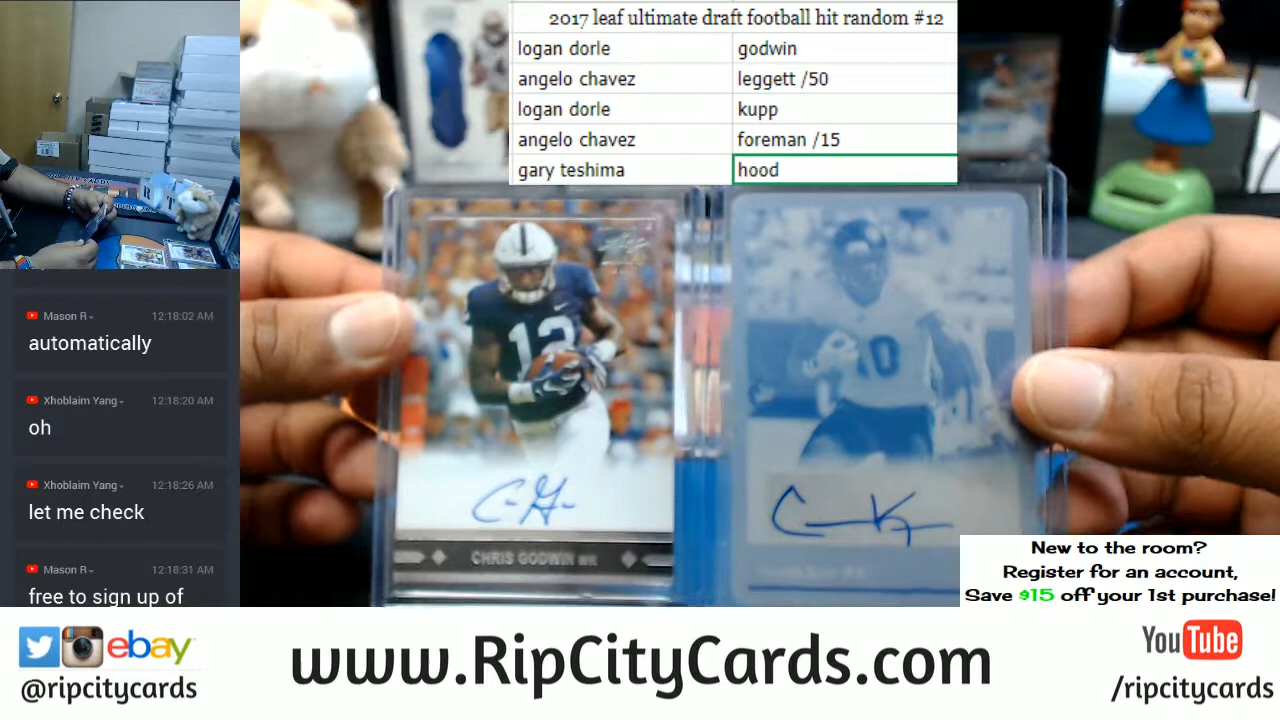 2017 leaf ultimate draft football hit random #12
logan dorle godwin
angelo chavez leggett /50
logan dorle kupp
angelo chavez foreman /15
gary teshima hood
Mason R 12:18:02 AM
automatically
Xhoblaim Yang 12:18:20 AM
oh
Xhoblaim Yang 12:18:26 AM
let me check
Mason R 12:18:31 AM
free to sign up of
12
CHRIS GODWIN WR
10
New to the room?
Register for an account,
Save $15 off your 1st purchase!
ebay
@ripcitycards
www.RipCityCards.com
YouTube
/ripcitycards